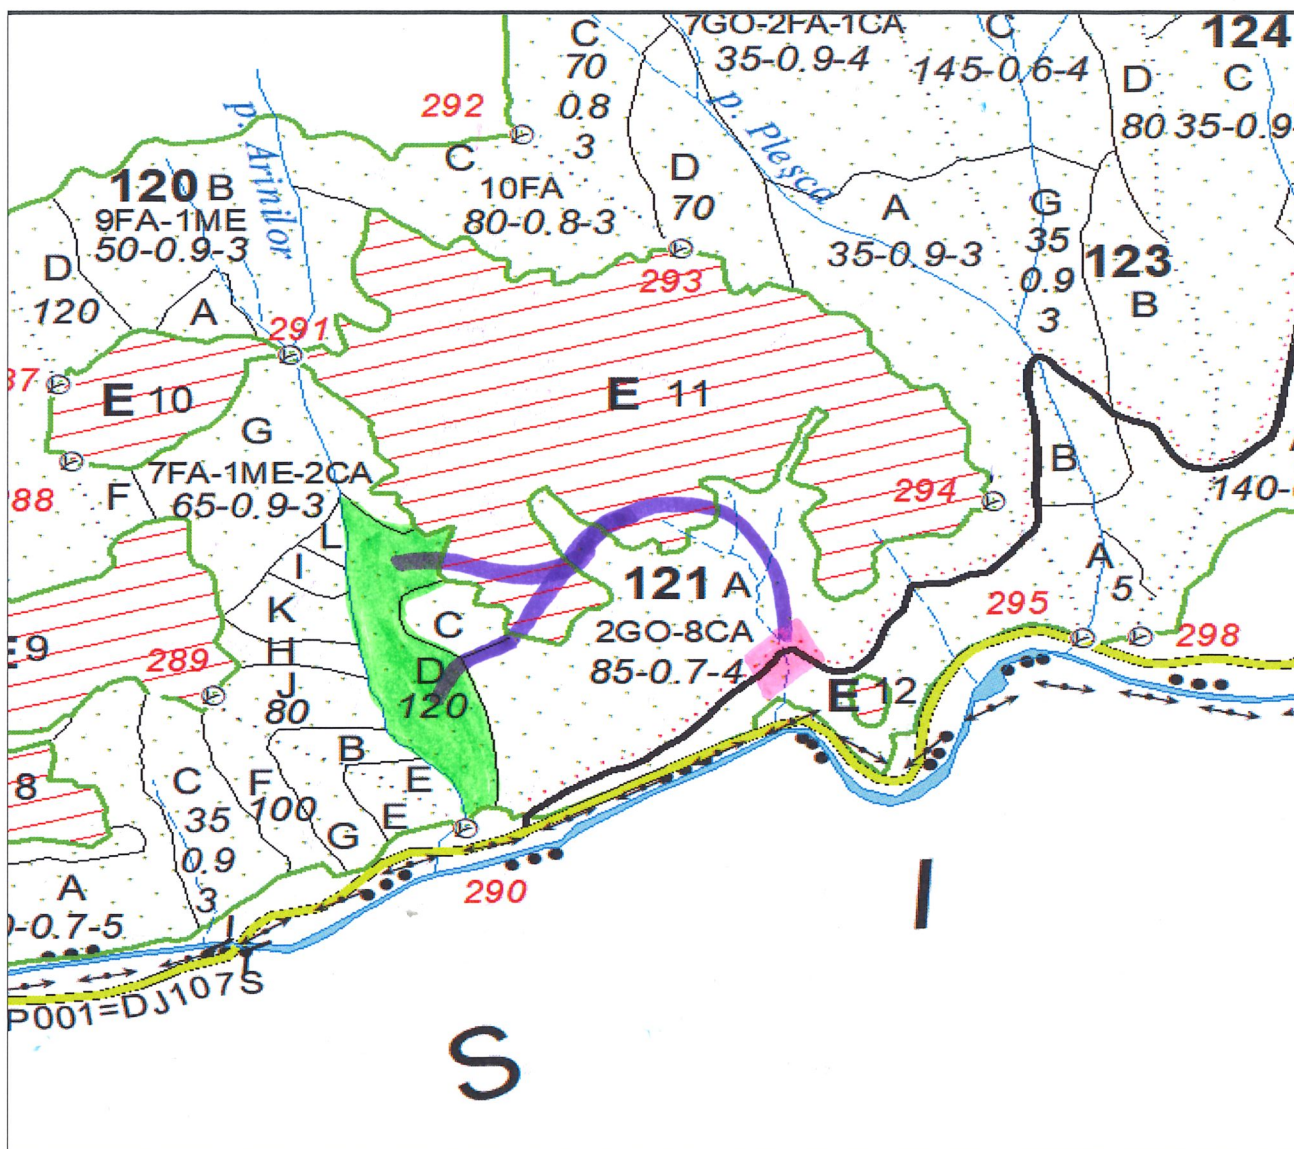 7GO-2FA-1CA
35-0.9-4
C
145-0.6-4
124
C
D
80
35-0.9-
C
70
0.8
3
292
p. Arinilor
p. Pleşca
C
10FA
80-0.8-3
D
70
120 B
9FA-1ME
50-0.9-3
D
120
A
A
35-0.9-3
G
35
0.9
3
123
B
291
293
37
E 10
E 11
G
7FA-1ME-2CA
65-0.9-3
F
288
294
B
140-
L
I
K
H
J
80
121 A
2GO-8CA
85-0.7-4
C
D
120
A
5
295
298
E9
289
E 12
8
B
E
E
C
35
0.9
3
F
100
G
A
0-0.7-5
290
P001=DJ107S
I
S